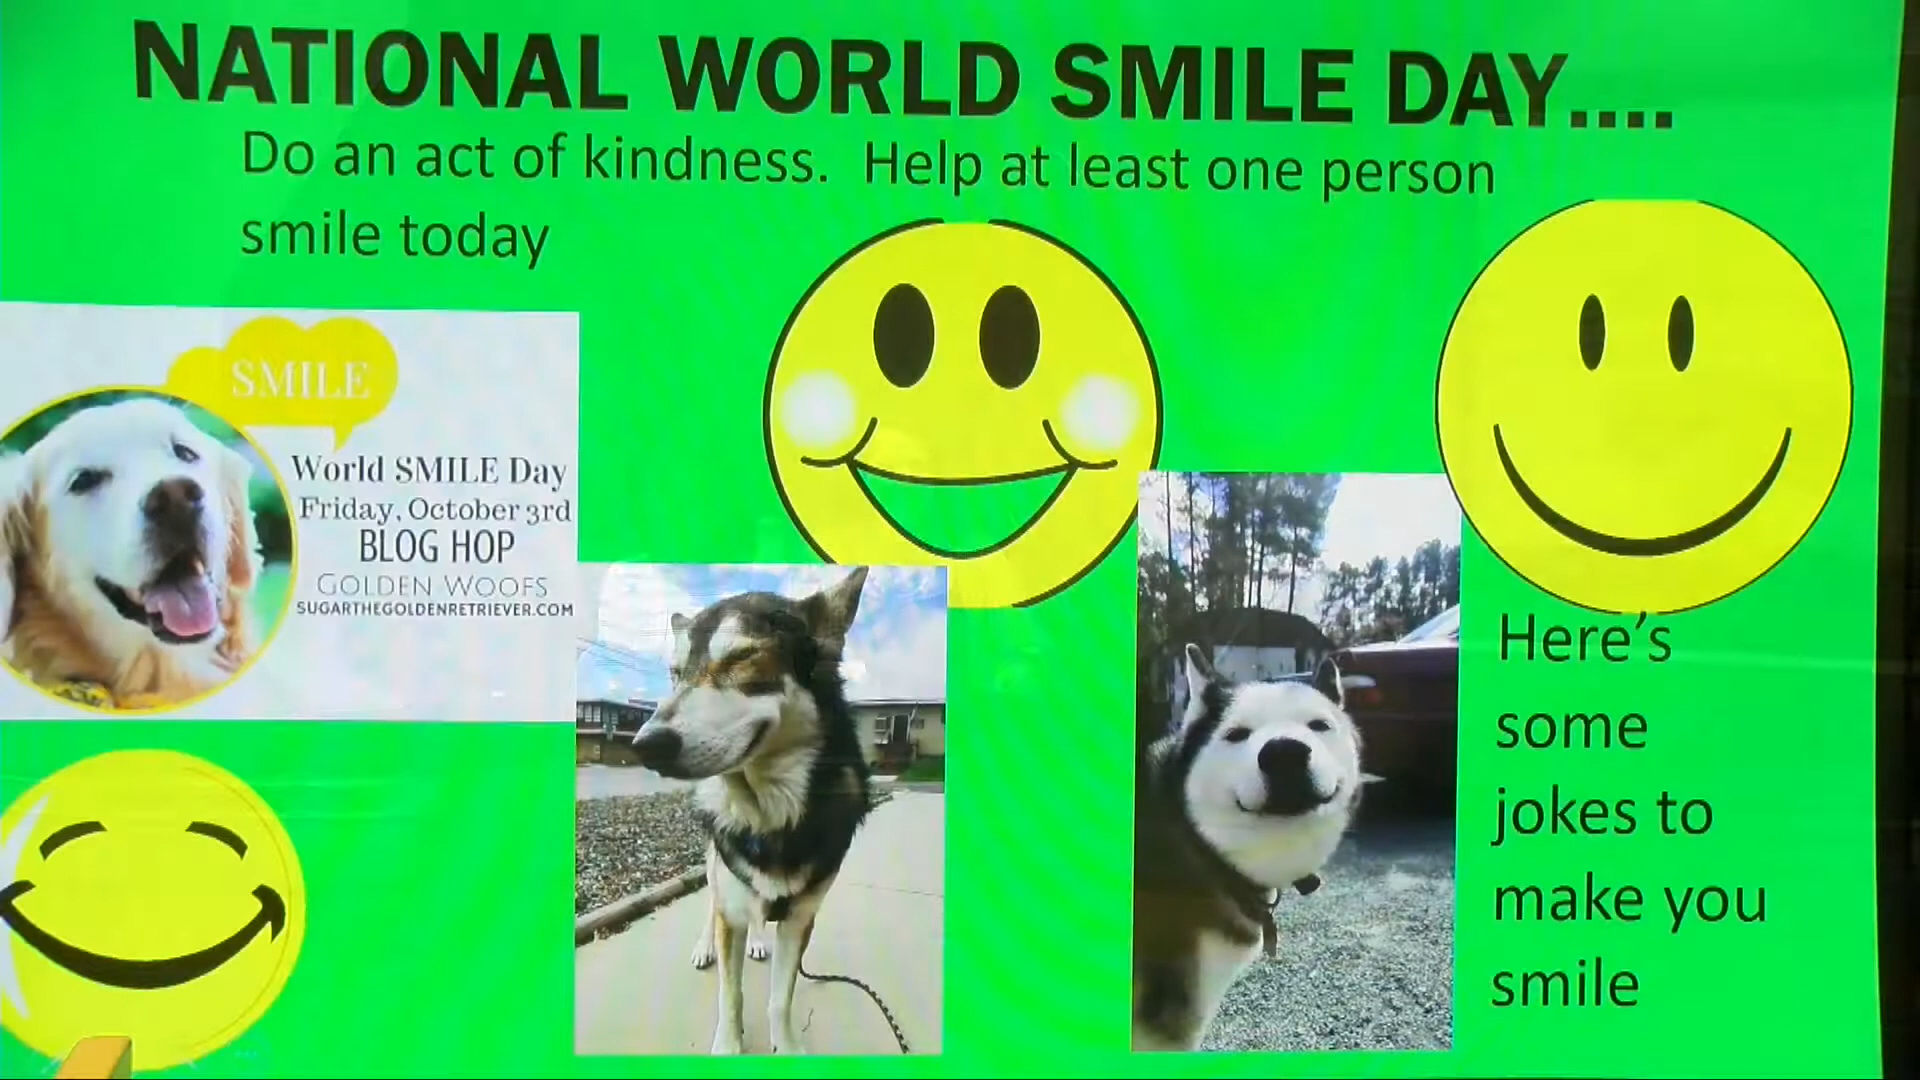 NATIONAL WORLD SMILE DAY....
Do an act of kindness.  Help at least one person
smile today
SMILE
World SMILE Day
Friday, October 3rd
BLOG HOP
GOLDEN WOOFS
SUGARTHEGOLDENRETRIEVER.COM
Here's
some
jokes to
make you
smile